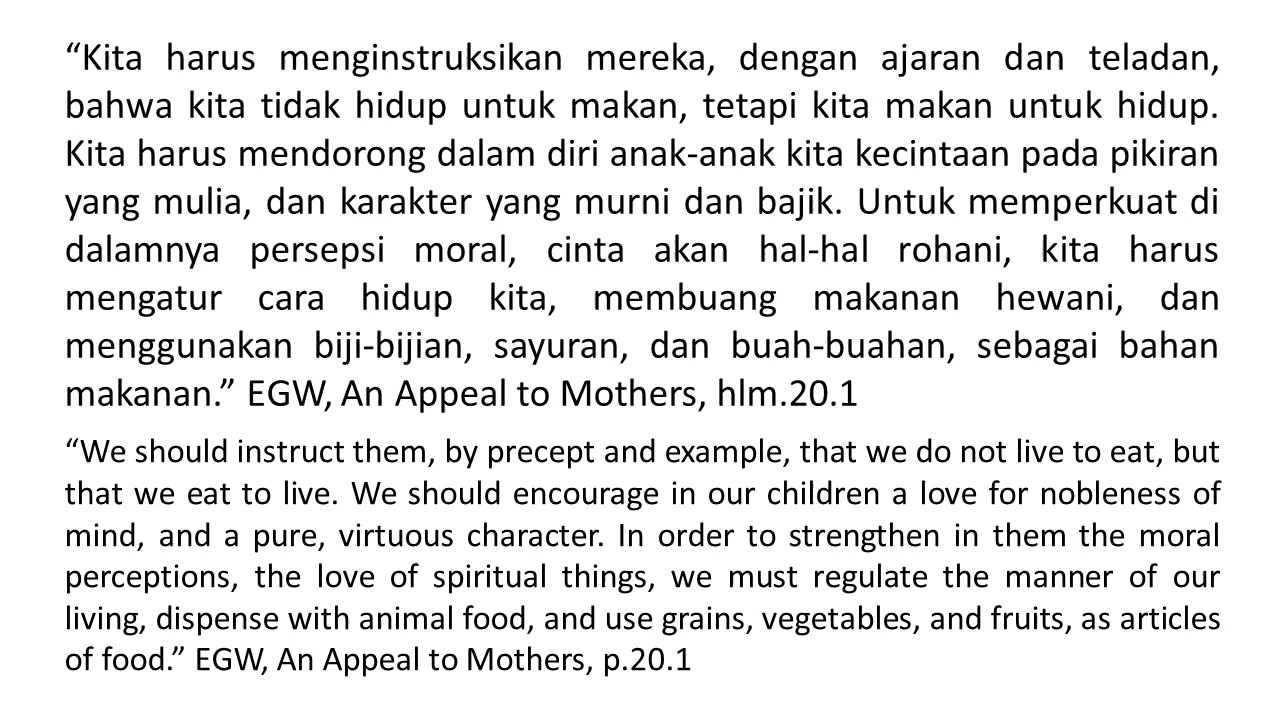 “Kita harus menginstruksikan mereka, dengan ajaran dan teladan,
bahwa kita tidak hidup untuk makan, tetapi kita makan untuk hidup.
Kita harus mendorong dalam diri anak-anak kita kecintaan pada pikiran
yang mulia, dan karakter yang murni dan bajik. Untuk memperkuat di
dalamnya persepsi moral, cinta akan hal-hal rohani, kita harus
mengatur cara hidup kita, membuang makanan hewani, dan
menggunakan biji-bijian, sayuran, dan buah-buahan, sebagai bahan
makanan.” EGW, An Appeal to Mothers, hlm.20.1
“We should instruct them, by precept and example, that we do not live to eat, but
that we eat to live. We should encourage in our children a love for nobleness of
mind, and a pure, virtuous character. In order to strengthen in them the moral
perceptions, the love of spiritual things, we must regulate the manner of our
living, dispense with animal food, and use grains, vegetables, and fruits, as articles
of food.” EGW, An Appeal to Mothers, p.20.1